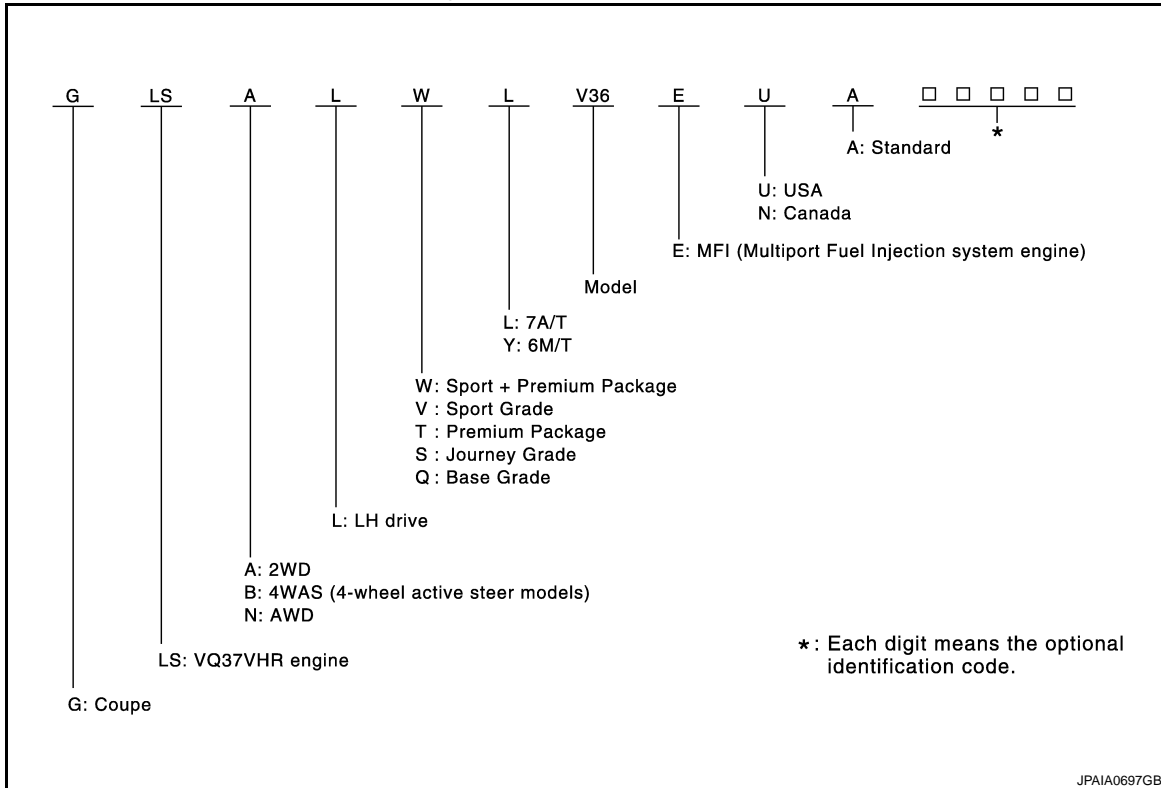 G LS A L W L V36 E U A □ □ □ □ □
*
A: Standard
U: USA
N: Canada
E: MFI (Multiport Fuel Injection system engine)
Model
L: 7A/T
Y: 6M/T
W: Sport + Premium Package
V : Sport Grade
T : Premium Package
S : Journey Grade
Q : Base Grade
L: LH drive
A: 2WD
B: 4WAS (4-wheel active steer models)
N: AWD
LS: VQ37VHR engine
G: Coupe
* : Each digit means the optional
identification code.
JPAIA0697GB